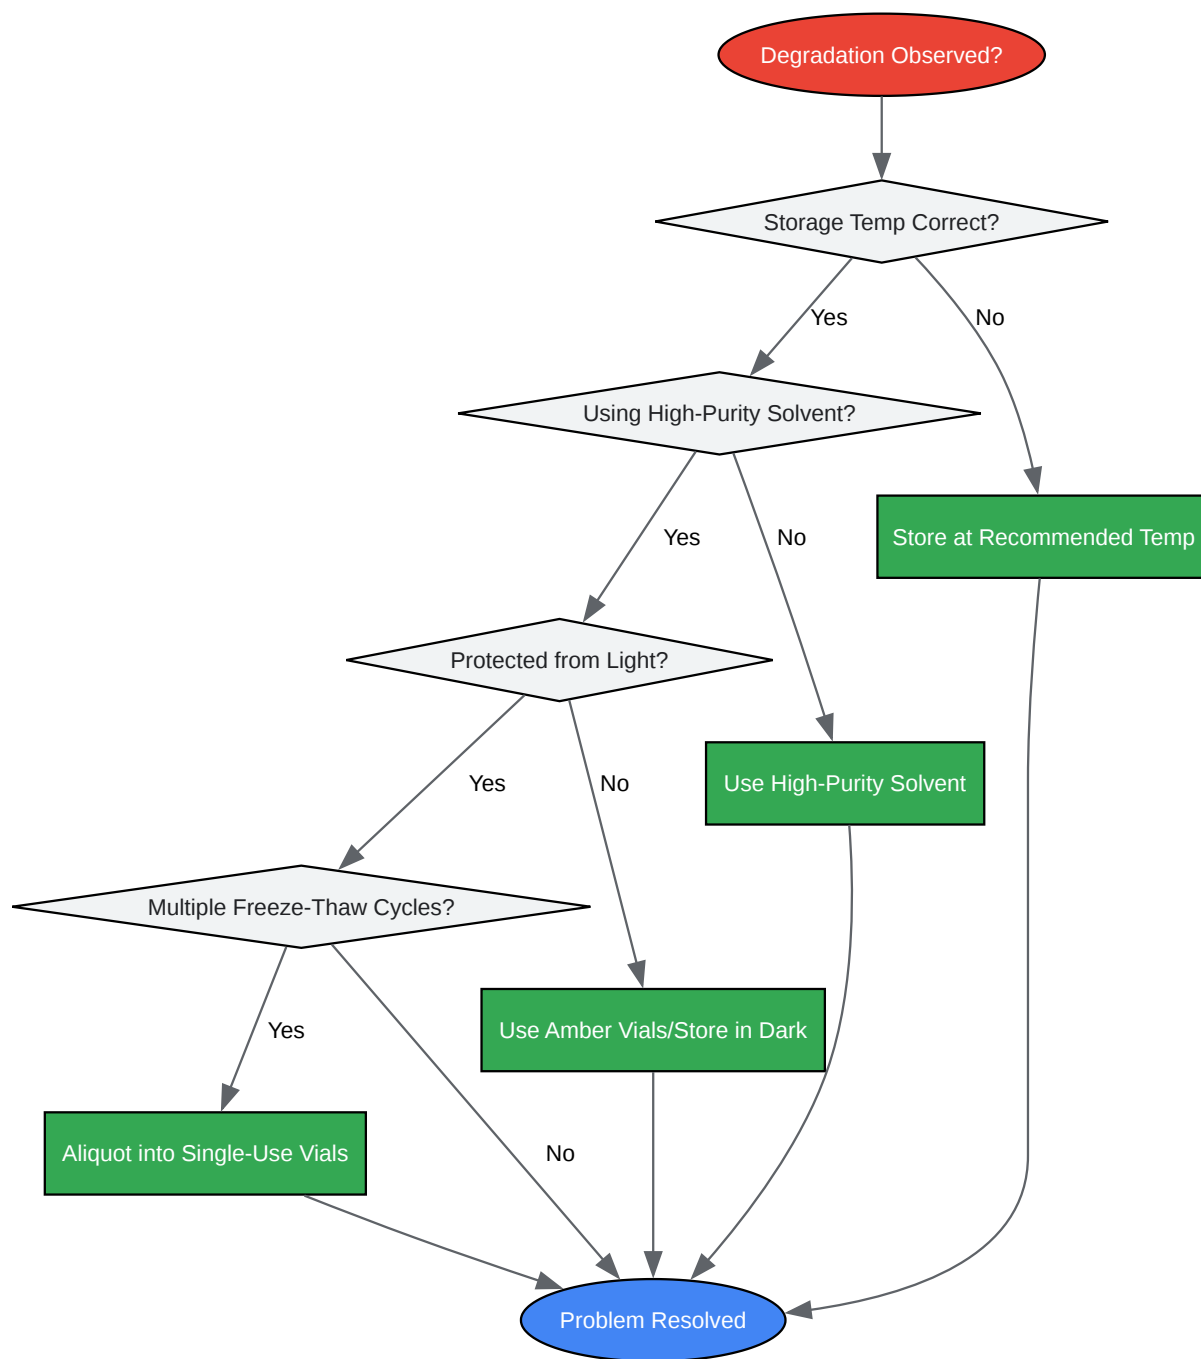 Degradation Observed?
Storage Temp Correct?
Yes
No
Using High-Purity Solvent?
Yes
No
Store at Recommended Temp
Protected from Light?
Yes
No
Use High-Purity Solvent
Multiple Freeze-Thaw Cycles?
Yes
Use Amber Vials/Store in Dark
Aliquot into Single-Use Vials
No
Problem Resolved